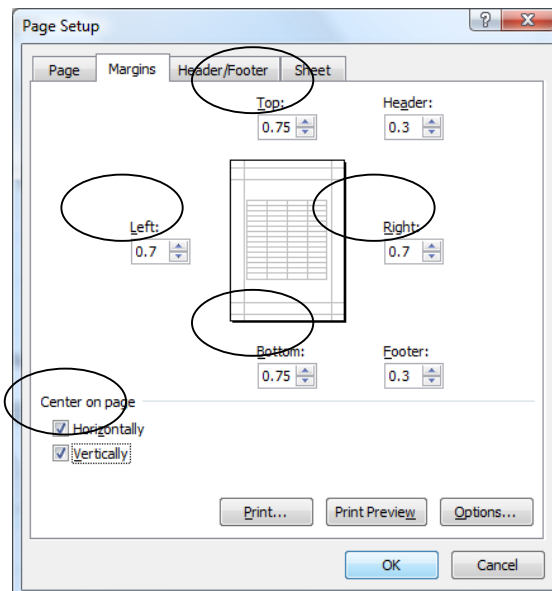 Page Setup
Page Margins Header/Footer Sheet
Top: Header:
0.75 0.3
Left: Right:
0.7 0.7
Bottom: Footer:
0.75 0.3
Center on page
Horizontally
Vertically
Print... Print Preview Options...
OK Cancel